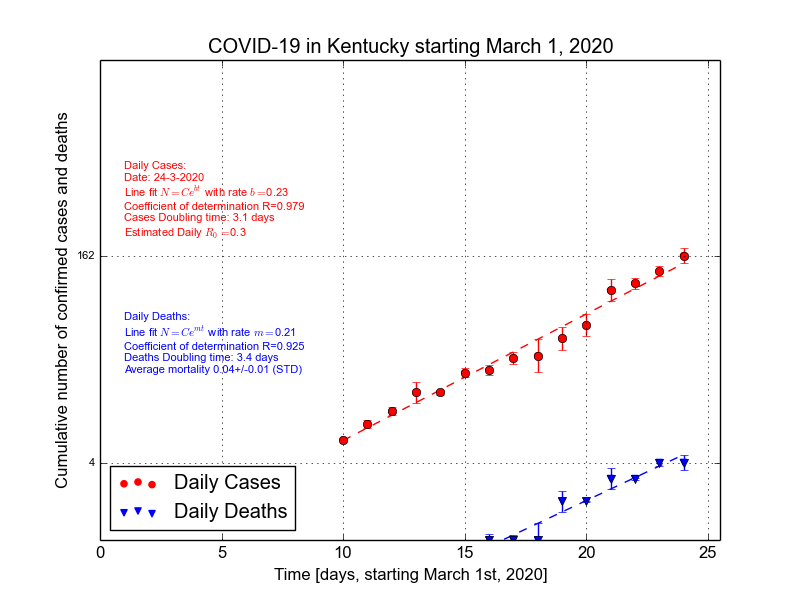 COVID-19 in Kentucky starting March 1, 2020
Cumulative number of confirmed cases and deaths
Daily Cases:
Date: 24-3-2020
Line fit N = Ce^{bt} with rate b =0.23
Coefficient of determination R=0.979
Cases Doubling time: 3.1 days
Estimated Daily R_0 =0.3
162
Daily Deaths:
Line fit N = Ce^{mt} with rate m =0.21
Coefficient of determination R=0.925
Deaths Doubling time: 3.4 days
Average mortality 0.04+/-0.01 (STD)
4
Daily Cases
Daily Deaths
0 5 10 15 20 25
Time [days, starting March 1st, 2020]